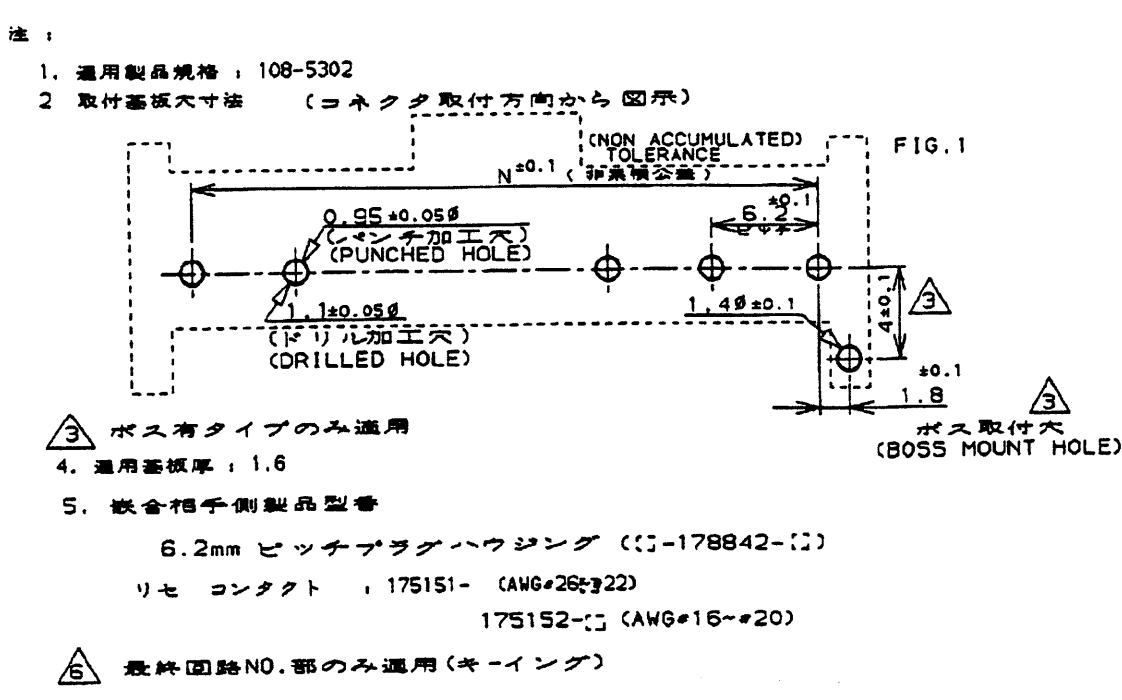 注 :
1. 適用製品規格 : 108-5302
2 取付基板穴寸法 (コネクタ取付方向から図示)
(NON ACCUMULATED)
TOLERANCE
FIG.1
N±0.1 (非累積公差)
6.2±0.1
ピッチ
0.95±0.05Ø
(パンチ加工穴)
(PUNCHED HOLE)
1.1±0.05Ø
(ドリル加工穴)
(DRILLED HOLE)
1.4Ø±0.1
4±0.1
3
1.8±0.1
3
ボス取付穴
(BOSS MOUNT HOLE)
3 ボス有タイプのみ適用
4. 適用基板厚 : 1.6
5. 嵌合相手側製品型番
6.2mm ピッチプラグハウジング (-178842-)
リセ コンタクト : 175151- (AWG#26~#22)
175152- (AWG#16~#20)
6 最終回路NO.部のみ適用(キーイング)